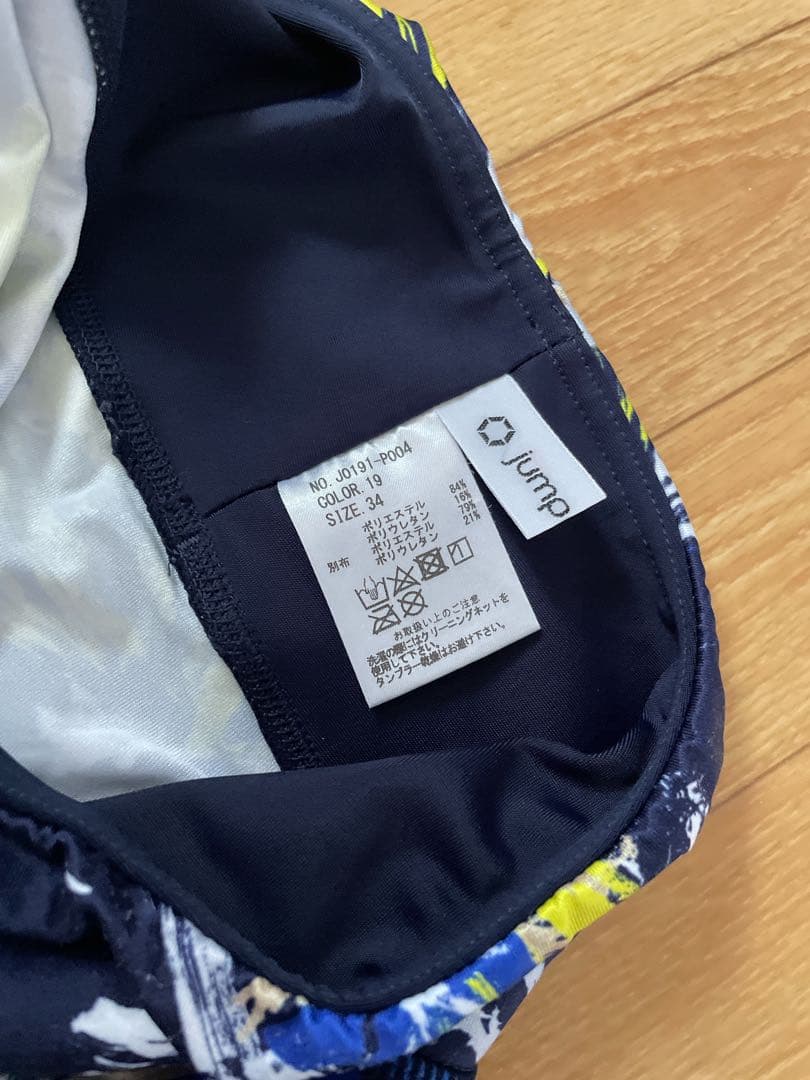 jump
NO. J0191-P004
COLOR. 19
SIZE. 34
ポリエステル 84%
ポリウレタン 16%
別布 ポリエステル 79%
ポリウレタン 21%
お取扱い上のご注意
洗濯の際にはクリーニングネットを
使用して下さい。
タンブラー乾燥はお避け下さい。